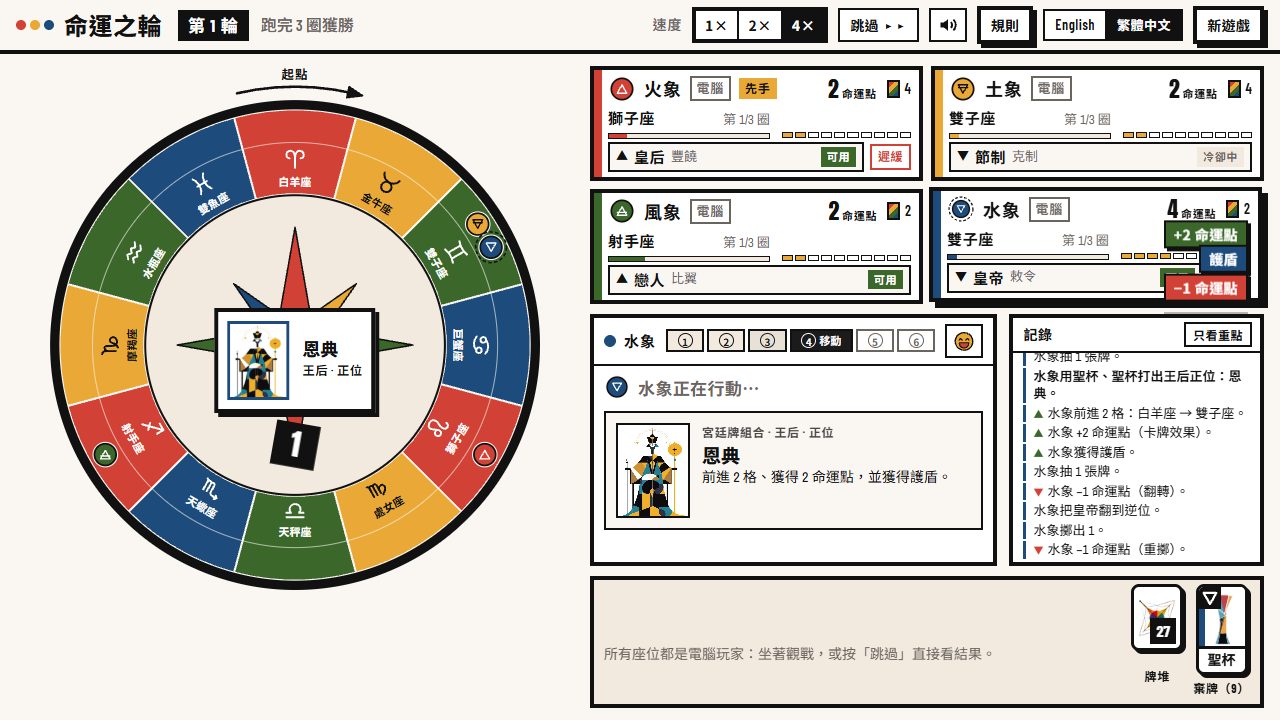 命運之輪 第 1 輪 跑完 3 圈獲勝
速度 1× 2× 4× 跳過 規則 English 繁體中文 新遊戲
起點
白羊座
金牛座
雙子座
巨蟹座
獅子座
處女座
天秤座
天蠍座
射手座
摩羯座
水瓶座
雙魚座
恩典
王后 · 正位
1
火象 電腦 先手 2 命運點 4
獅子座 第 1/3 圈
▲ 皇后 豐饒 可用 遲緩
土象 電腦 2 命運點 4
雙子座 第 1/3 圈
▼ 節制 克制 冷卻中
風象 電腦 2 命運點 2
射手座 第 1/3 圈
▲ 戀人 比翼 可用
水象 電腦 4 命運點 2
雙子座 第 1/3 圈
▼ 皇帝 敕令
+2 命運點
護盾
−1 命運點
水象 1 2 3 4 移動 5 6
水象正在行動⋯
宮廷牌組合 · 王后 · 正位
恩典
前進 2 格、獲得 2 命運點，並獲得護盾。
記錄 只看重點
水象抽 1 張牌。
水象用聖杯、聖杯打出王后正位：恩
典。
▲ 水象前進 2 格：白羊座 → 雙子座。
▲ 水象 +2 命運點（卡牌效果）。
▲ 水象獲得護盾。
水象抽 1 張牌。
▼ 水象 −1 命運點（翻轉）。
水象把皇帝翻到逆位。
水象擲出 1。
▼ 水象 −1 命運點（重擲）。
所有座位都是電腦玩家：坐著觀戰，或按「跳過」直接看結果。
27
牌堆
聖杯
棄牌（9）